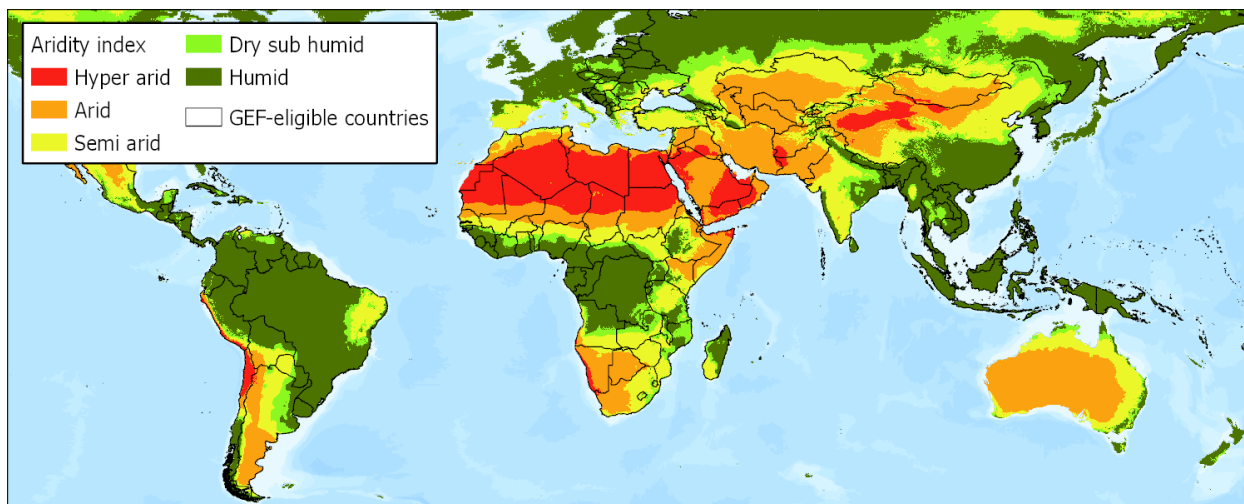 Aridity index
Hyper arid
Arid
Semi arid
Dry sub humid
Humid
GEF-eligible countries